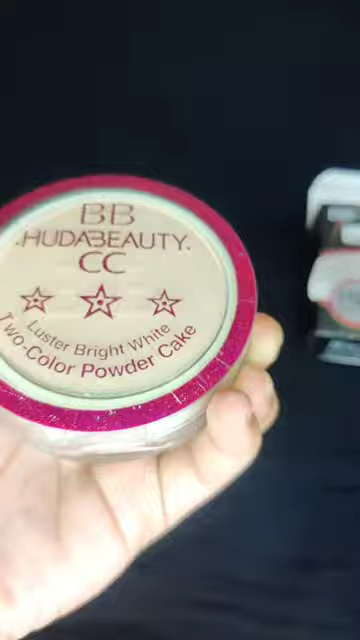 BB
.HUDABEAUTY.
CC
Luster Bright White
Two-Color Powder Cake